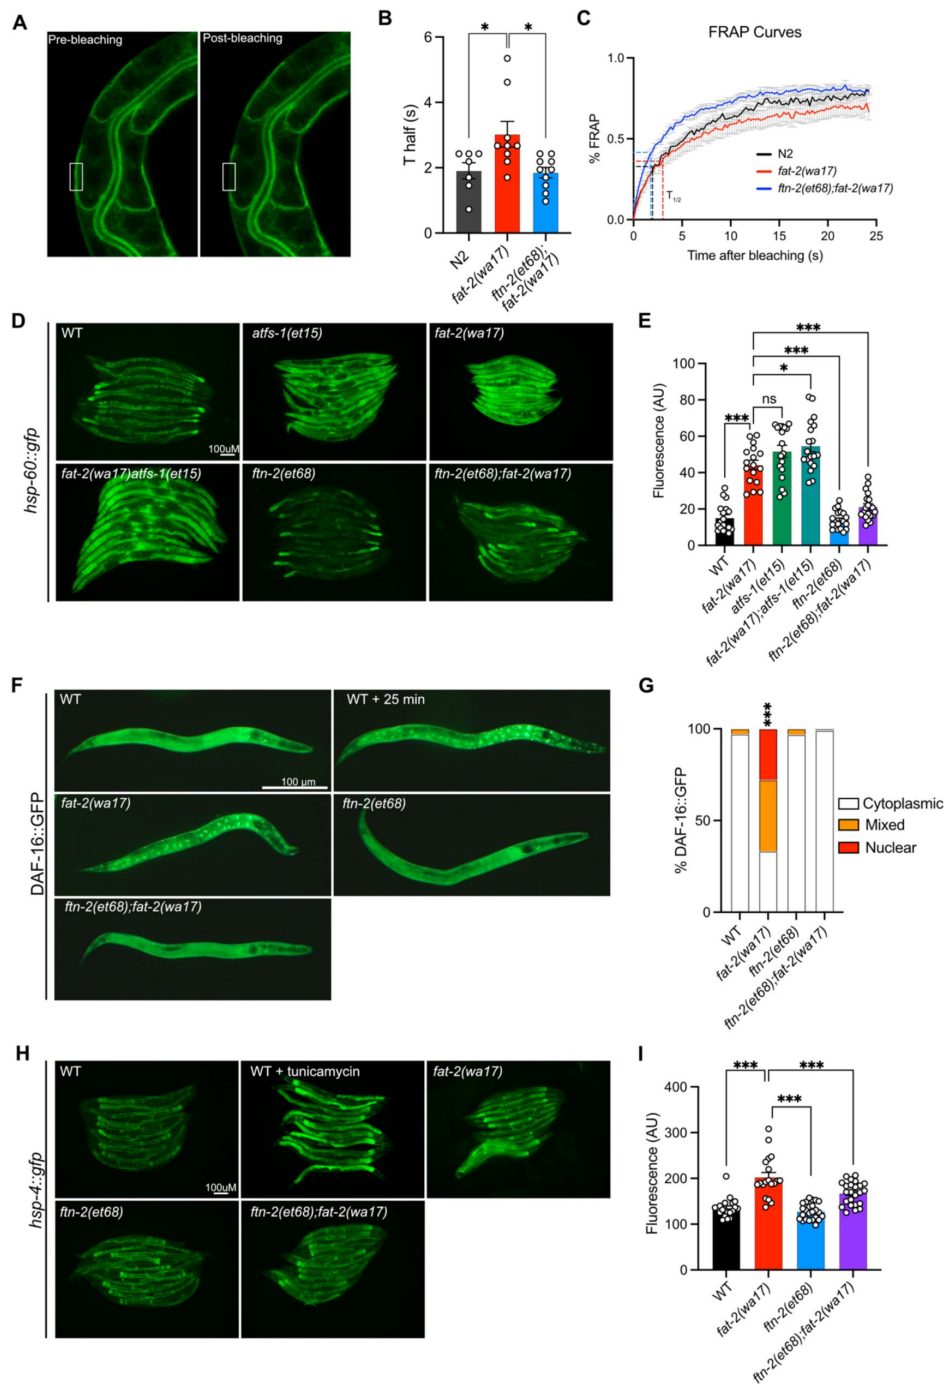 A
Pre-bleaching
Post-bleaching
B
T half (s)
6
4
2
0
*
*
N2
fat-2(wa17)
ftn-2(et68);
fat-2(wa17)
C
FRAP Curves
% FRAP
1.0
0.5
0.0
0
5
10
15
20
25
Time after bleaching (s)
T1/2
N2
fat-2(wa17)
ftn-2(et68);fat-2(wa17)
D
hsp-60::gfp
WT
100uM
atfs-1(et15)
fat-2(wa17)
fat-2(wa17)atfs-1(et15)
ftn-2(et68)
ftn-2(et68);fat-2(wa17)
E
Fluorescence (AU)
100
80
60
40
20
0
***
***
*
ns
***
WT
fat-2(wa17)
atfs-1(et15)
fat-2(wa17);atfs-1(et15)
ftn-2(et68)
ftn-2(et68);fat-2(wa17)
F
DAF-16::GFP
WT
100 µm
WT + 25 min
fat-2(wa17)
ftn-2(et68)
ftn-2(et68);fat-2(wa17)
G
% DAF-16::GFP
100
50
0
***
Cytoplasmic
Mixed
Nuclear
WT
fat-2(wa17)
ftn-2(et68)
ftn-2(et68);fat-2(wa17)
H
hsp-4::gfp
WT
100uM
WT + tunicamycin
fat-2(wa17)
ftn-2(et68)
ftn-2(et68);fat-2(wa17)
I
Fluorescence (AU)
400
300
200
100
0
***
***
***
WT
fat-2(wa17)
ftn-2(et68)
ftn-2(et68);fat-2(wa17)